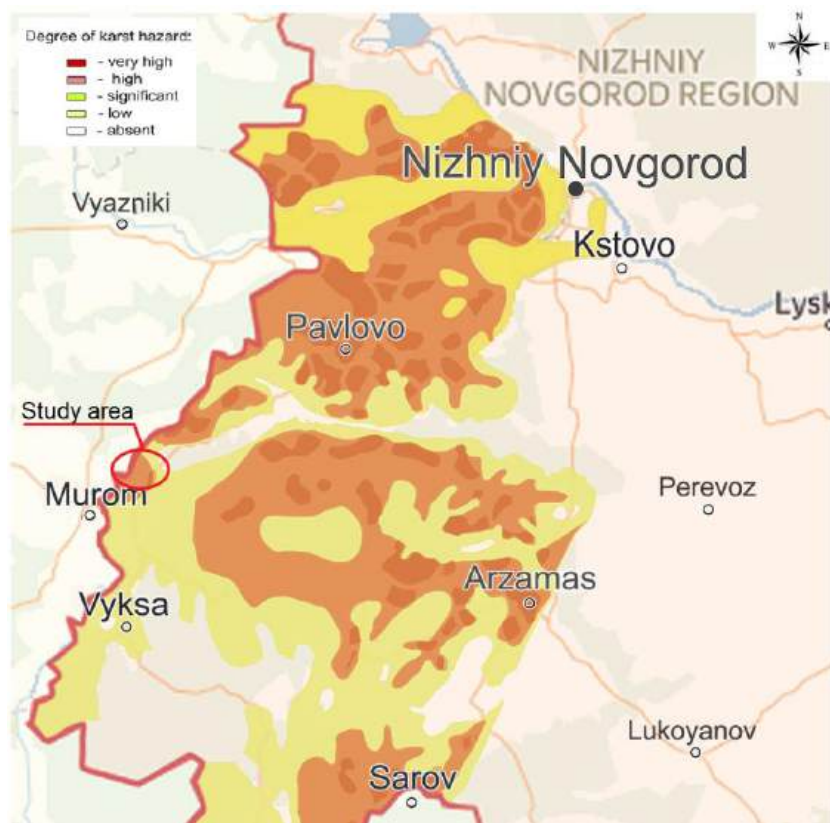 Degree of karst hazard:
- very high
- high
- significant
- low
- absent
N
W E
S
NIZHNIY
NOVGOROD REGION
Nizhniy Novgorod
Vyazniki
Kstovo
Lysk
Pavlovo
Study area
Murom
Perevoz
Arzamas
Vyksa
Lukoyanov
Sarov